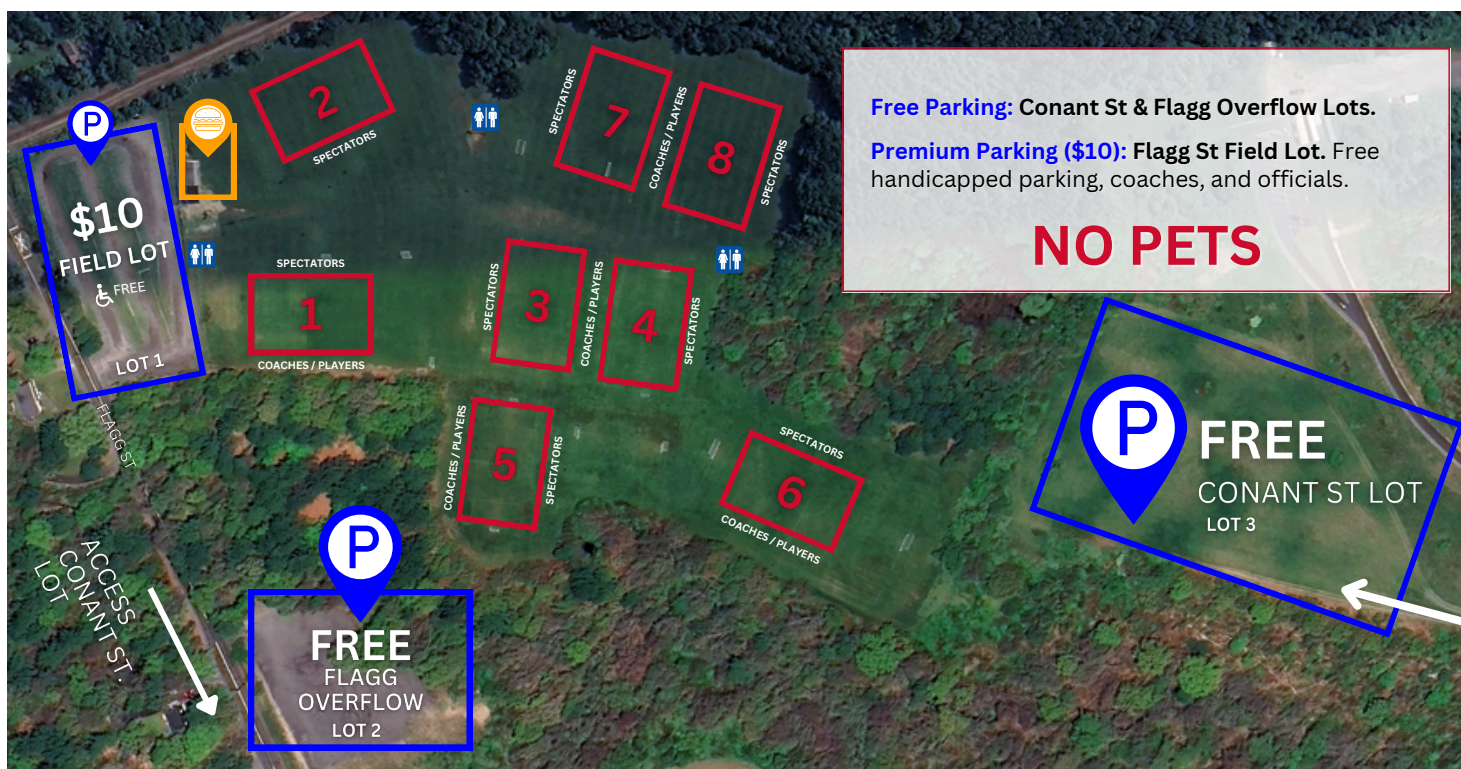 Free Parking: Conant St & Flagg Overflow Lots.
Premium Parking ($10): Flagg St Field Lot. Free
handicapped parking, coaches, and officials.
NO PETS
P
$10
FIELD LOT
FREE
LOT 1
FLAGG ST
2
SPECTATORS
SPECTATORS
7
COACHES / PLAYERS
8
SPECTATORS
SPECTATORS
1
COACHES / PLAYERS
SPECTATORS
3
COACHES / PLAYERS
4
SPECTATORS
COACHES / PLAYERS
5
SPECTATORS
SPECTATORS
6
COACHES / PLAYERS
P
FREE
CONANT ST LOT
LOT 3
ACCESS
CONANT ST.
LOT
P
FREE
FLAGG
OVERFLOW
LOT 2